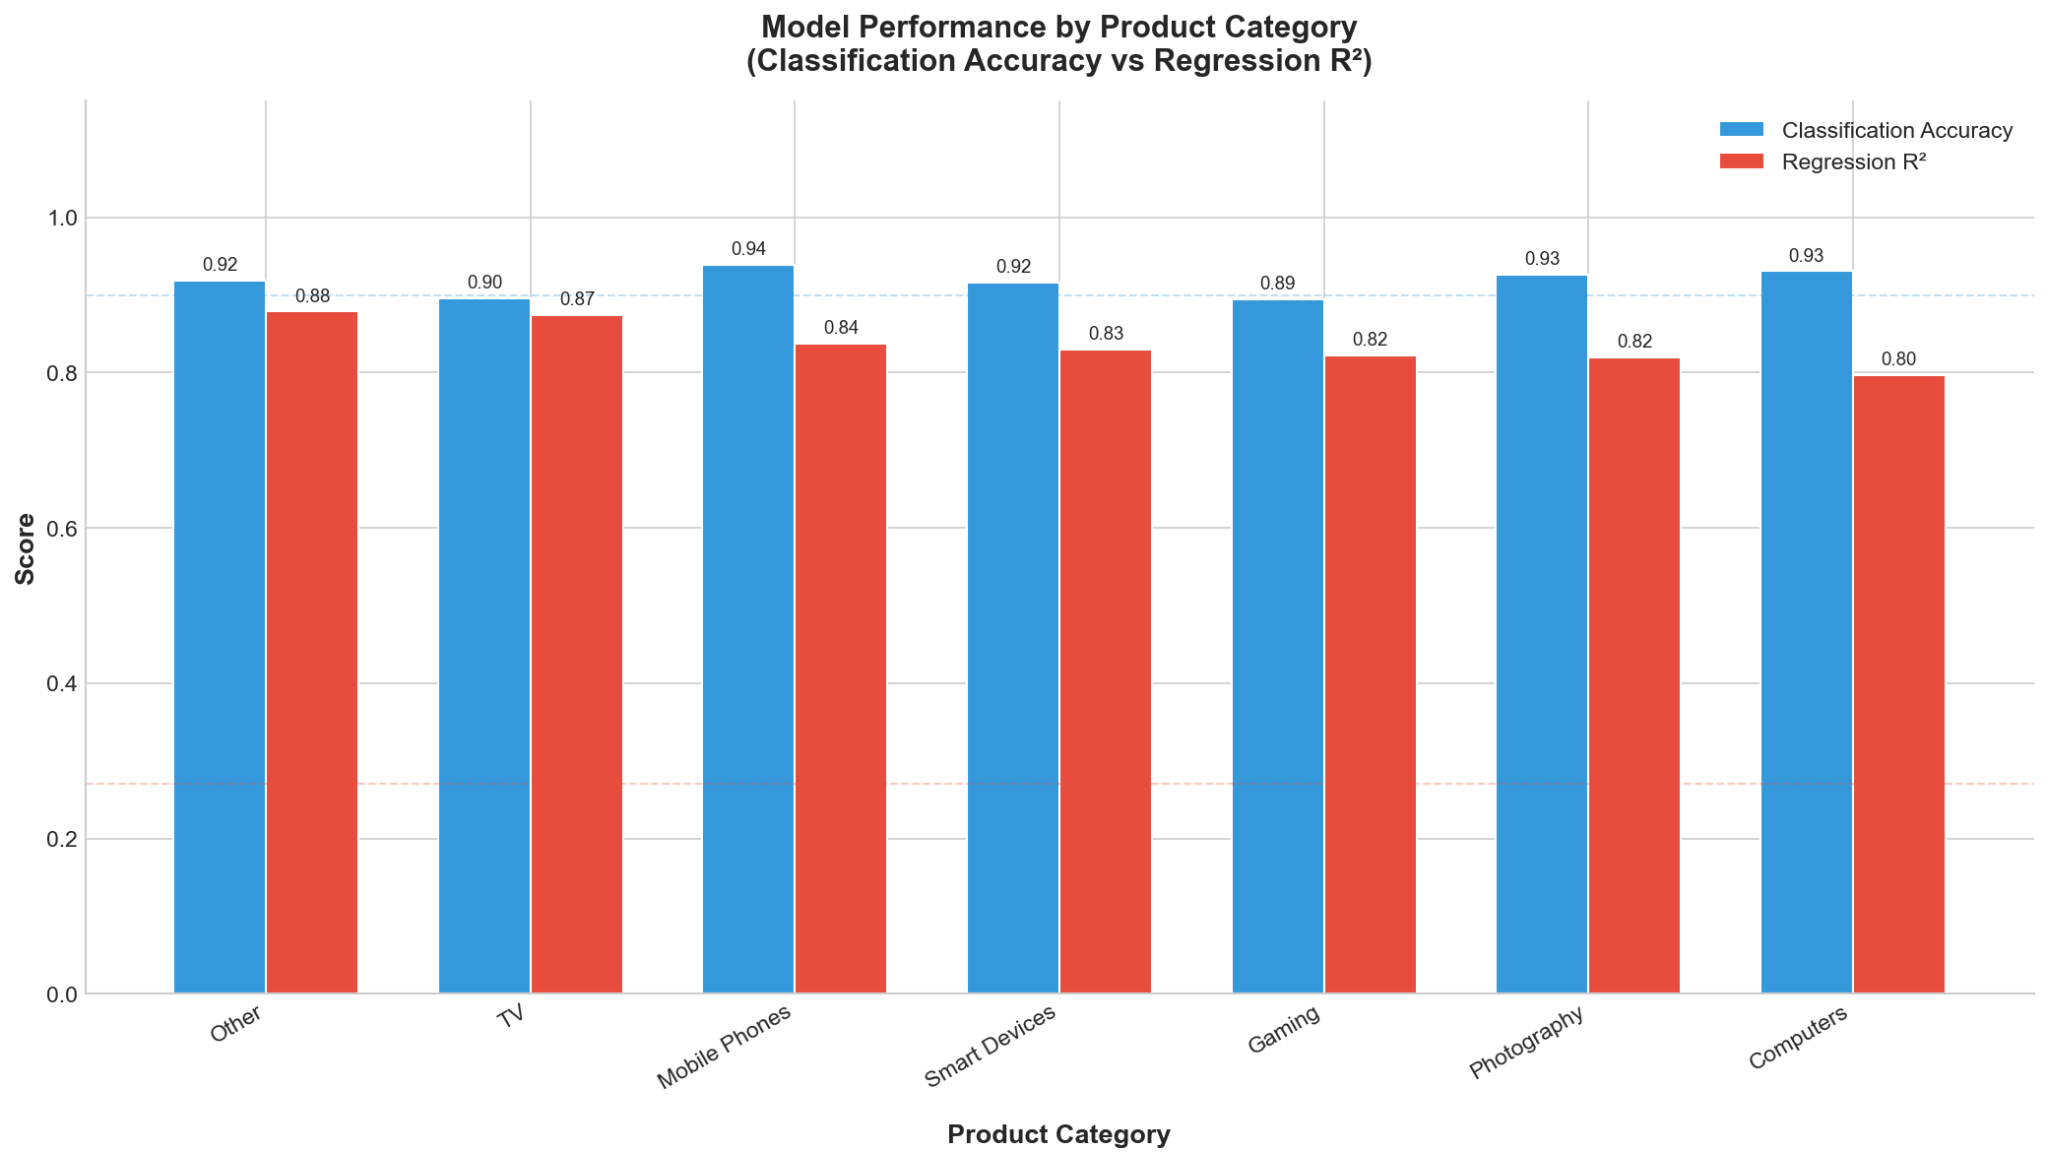 Model Performance by Product Category
(Classification Accuracy vs Regression R²)
Classification Accuracy
Regression R²
Score
1.0
0.8
0.6
0.4
0.2
0.0
0.92
0.88
0.90
0.87
0.94
0.84
0.92
0.83
0.89
0.82
0.93
0.82
0.93
0.80
Other
TV
Mobile Phones
Smart Devices
Gaming
Photography
Computers
Product Category